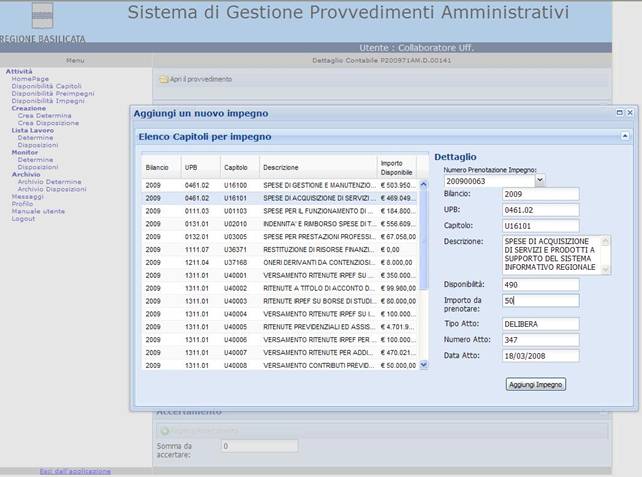 Sistema di Gestione Provvedimenti Amministrativi
REGIONE BASILICATA
Utente : Collaboratore Uff.
Menu
Dettaglio Contabile P200971AM.D.00141
Attività
HomePage
Disponibilità Capitoli
Disponibilità Preimpegni
Disponibilità Impegni
Creazione
Crea Determina
Crea Disposizione
Lista Lavoro
Determine
Disposizioni
Monitor
Determine
Disposizioni
Archivio
Archivio Determine
Archivio Disposizioni
Messaggi
Profilo
Manuale utente
Logout
Apri il provvedimento
Aggiungi un nuovo impegno
Elenco Capitoli per impegno
Bilancio UPB Capitolo Descrizione Importo Disponibile
2009 0461.02 U16100 SPESE DI GESTIONE E MANUTENZIO... € 503.950...
2009 0461.02 U16101 SPESE DI ACQUISIZIONE DI SERVIZI ... € 469.049...
2009 0111.03 U01103 SPESE PER IL FUNZIONAMENTO DI ... € 184.800...
2009 0131.01 U02010 INDENNITA' E RIMBORSO SPESE DI T... € 556.609...
2009 0132.01 U03005 SPESE PER PRESTAZIONI PROFESSI... € 67.058,00
2009 1111.07 U36371 RESTITUZIONE DI RISORSE FINANZI... € 0,00
2009 1211.04 U37168 ONERI DERIVANTI DA CONTENZIOSI... € 8.000,00
2009 1311.01 U40001 VERSAMENTO RITENUTE IRPEF SU ... € 350.000...
2009 1311.01 U40002 RITENUTE A TITOLO DI ACCONTO D... € 99.980,00
2009 1311.01 U40003 RITENUTE IRPEF SU BORSE DI STUDI... € 80.000,00
2009 1311.01 U40004 VERSAMENTO RITENUTE IRPEF SU I... € 100.000...
2009 1311.01 U40005 RITENUTE PREVIDENZIALI ED ASSIS... € 4.701.9...
2009 1311.01 U40006 VERSAMENTO RITENUTE IRPEF PER ... € 100.000...
2009 1311.01 U40007 VERSAMENTO RITENUTE PER ADDI... € 470.021...
2009 1311.01 U40008 VERSAMENTO CONTRIBUTI PREVID... € 50.000,00
Dettaglio
Numero Prenotazione Impegno:
200900063
Bilancio: 2009
UPB: 0461.02
Capitolo: U16101
Descrizione: SPESE DI ACQUISIZIONE
DI SERVIZI E PRODOTTI A
SUPPORTO DEL SISTEMA
INFORMATIVO REGIONALE
Disponibilità: 490
Importo da prenotare: 50
Tipo Atto: DELIBERA
Numero Atto: 347
Data Atto: 18/03/2008
Aggiungi Impegno
Accertamento
Somma da accertare: 0
Esci dall'applicazione